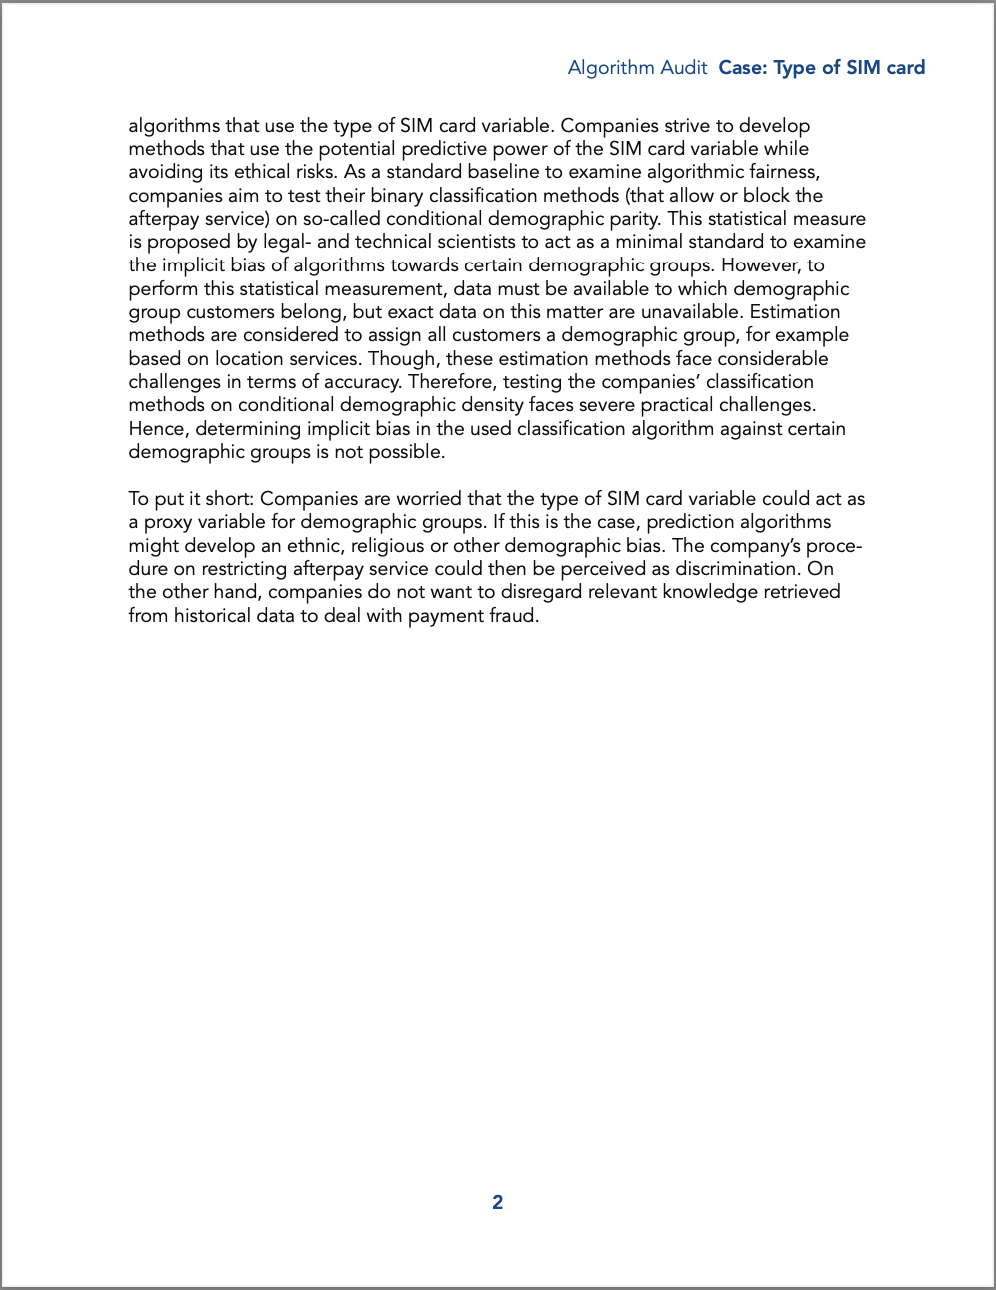 Algorithm Audit Case: Type of SIM card
algorithms that use the type of SIM card variable. Companies strive to develop
methods that use the potential predictive power of the SIM card variable while
avoiding its ethical risks. As a standard baseline to examine algorithmic fairness,
companies aim to test their binary classification methods (that allow or block the
afterpay service) on so-called conditional demographic parity. This statistical measure
is proposed by legal- and technical scientists to act as a minimal standard to examine
the implicit bias of algorithms towards certain demographic groups. However, to
perform this statistical measurement, data must be available to which demographic
group customers belong, but exact data on this matter are unavailable. Estimation
methods are considered to assign all customers a demographic group, for example
based on location services. Though, these estimation methods face considerable
challenges in terms of accuracy. Therefore, testing the companies’ classification
methods on conditional demographic density faces severe practical challenges.
Hence, determining implicit bias in the used classification algorithm against certain
demographic groups is not possible.
To put it short: Companies are worried that the type of SIM card variable could act as
a proxy variable for demographic groups. If this is the case, prediction algorithms
might develop an ethnic, religious or other demographic bias. The company’s proce-
dure on restricting afterpay service could then be perceived as discrimination. On
the other hand, companies do not want to disregard relevant knowledge retrieved
from historical data to deal with payment fraud.
2